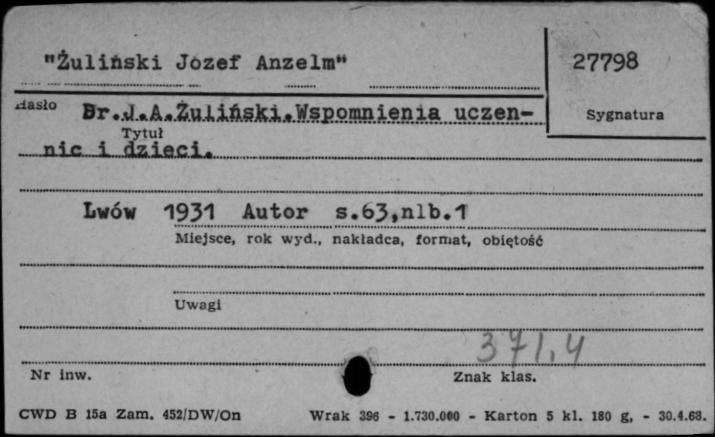 "Żuliński Józef Anzelm" 27798
Hasło Dr.J.A.Żuliński.Wspomnienia uczen- Sygnatura
Tytuł
nic i dzieci.
Lwów 1931 Autor s.63,nlb.1
Miejsce, rok wyd., nakładca, format, objętość
Uwagi
371.4
Nr inw. Znak klas.
CWD B 15a Zam. 452/DW/On Wrak 396 - 1.730.000 - Karton 5 kl. 180 g, - 30.4.68.